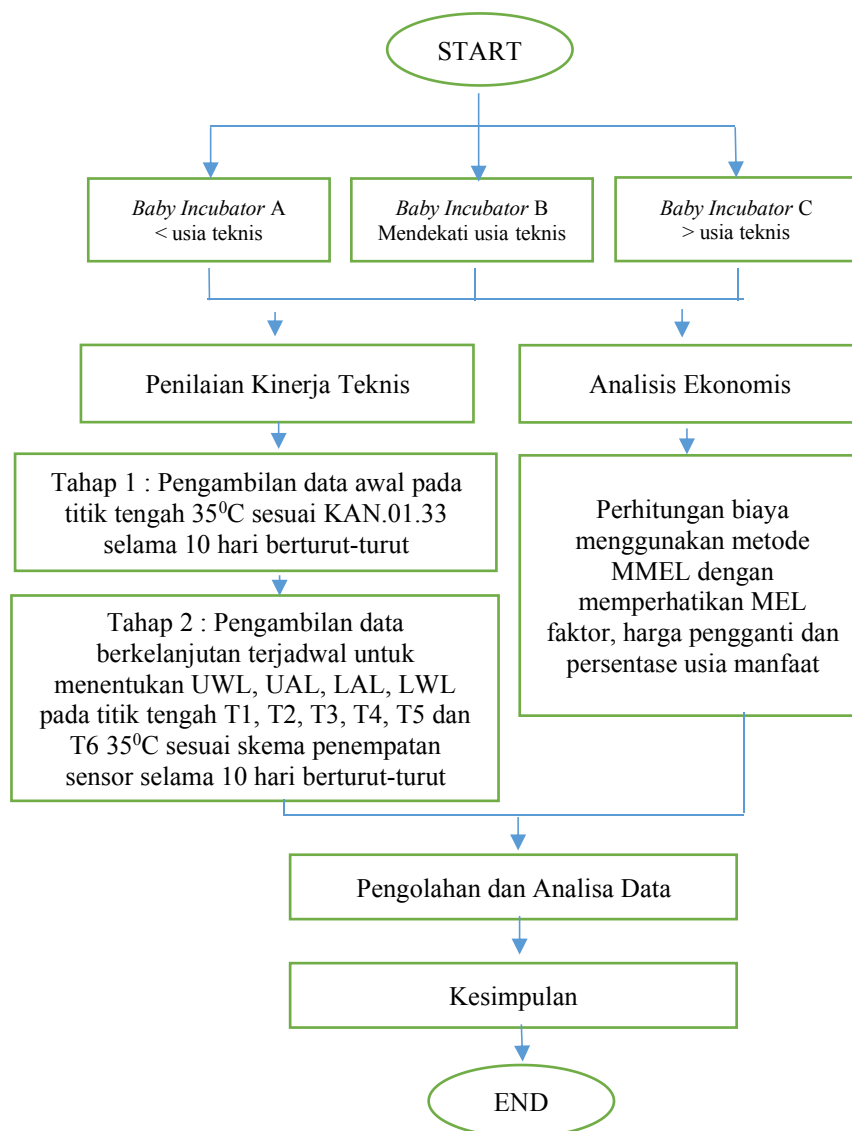 START
Baby Incubator A
< usia teknis
Baby Incubator B
Mendekati usia teknis
Baby Incubator C
> usia teknis
Penilaian Kinerja Teknis
Analisis Ekonomis
Tahap 1 : Pengambilan data awal pada
titik tengah 35⁰C sesuai KAN.01.33
selama 10 hari berturut-turut
Tahap 2 : Pengambilan data
berkelanjutan terjadwal untuk
menentukan UWL, UAL, LAL, LWL
pada titik tengah T1, T2, T3, T4, T5 dan
T6 35⁰C sesuai skema penempatan
sensor selama 10 hari berturut-turut
Perhitungan biaya
menggunakan metode
MMEL dengan
memperhatikan MEL
faktor, harga pengganti dan
persentase usia manfaat
Pengolahan dan Analisa Data
Kesimpulan
END